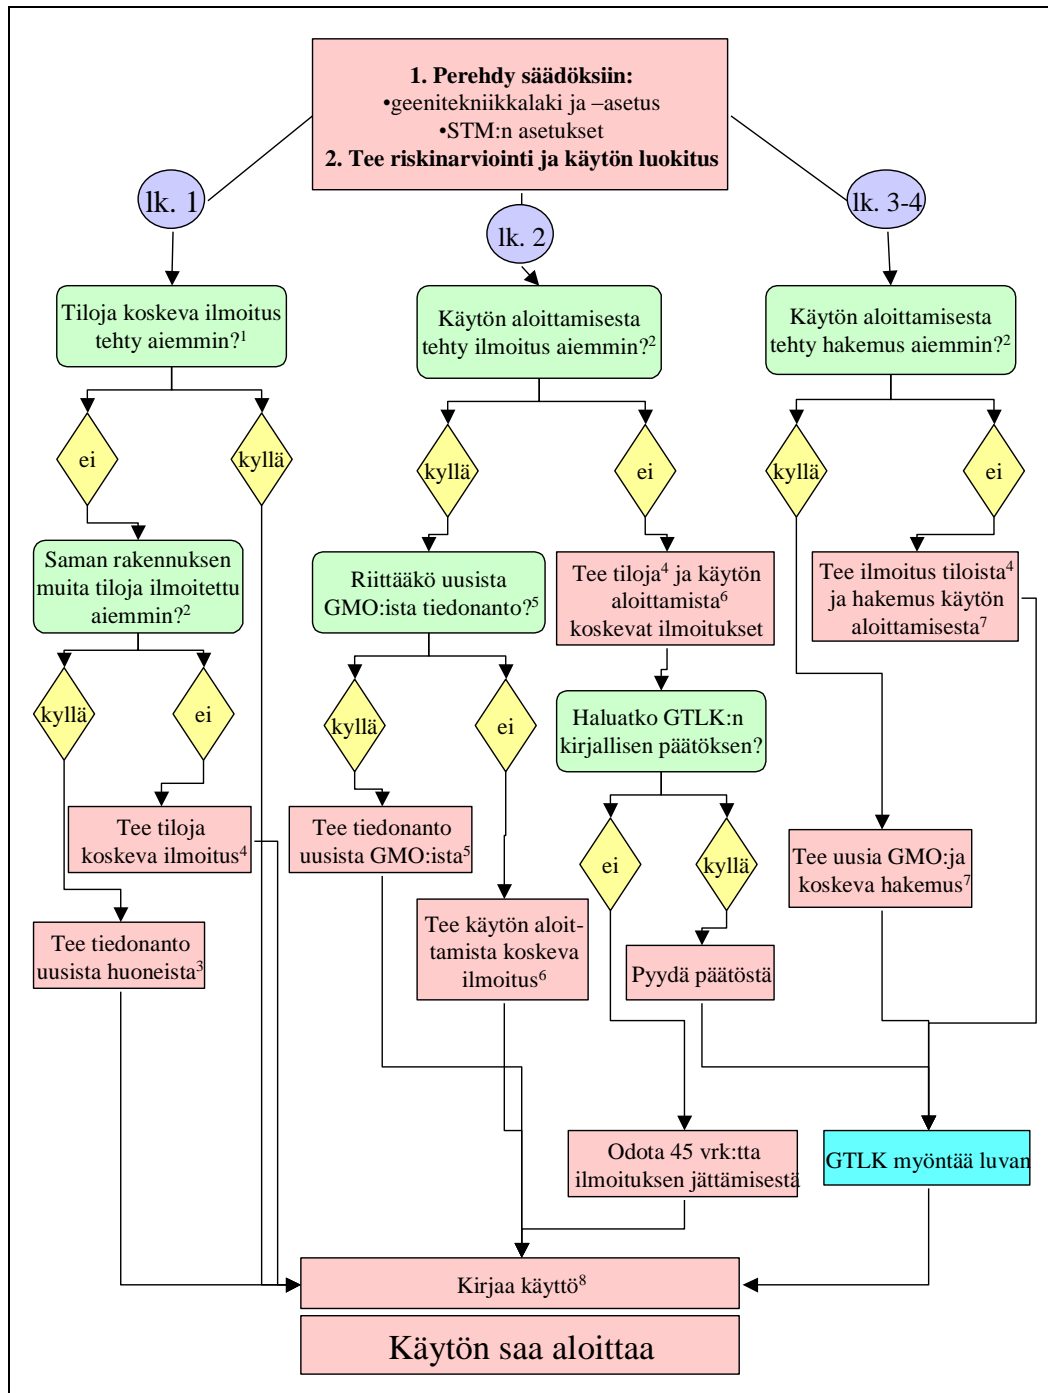 1. Perehdy säädöksiin:
•geenitekniikkalaki ja –asetus
•STM:n asetukset
2. Tee riskinarviointi ja käytön luokitus
lk. 1
lk. 2
lk. 3-4
Tiloja koskeva ilmoitus
tehty aiemmin?¹
Käytön aloittamisesta
tehty ilmoitus aiemmin?²
Käytön aloittamisesta
tehty hakemus aiemmin?²
ei
kyllä
kyllä
ei
kyllä
ei
Saman rakennuksen
muita tiloja ilmoitettu
aiemmin?²
Riittääkö uusista
GMO:ista tiedonanto?⁵
Tee tiloja⁴ ja käytön
aloittamista⁶
koskevat ilmoitukset
Tee ilmoitus tiloista⁴
ja hakemus käytön
aloittamisesta⁷
kyllä
ei
kyllä
ei
Haluatko GTLK:n
kirjallisen päätöksen?
Tee tiloja
koskeva ilmoitus⁴
Tee tiedonanto
uusista GMO:ista⁵
ei
kyllä
Tee uusia GMO:ja
koskeva hakemus⁷
Tee tiedonanto
uusista huoneista³
Tee käytön aloit-
tamista koskeva
ilmoitus⁶
Pyydä päätöstä
Odota 45 vrk:tta
ilmoituksen jättämisestä
GTLK myöntää luvan
Kirjaa käyttö⁸
Käytön saa aloittaa